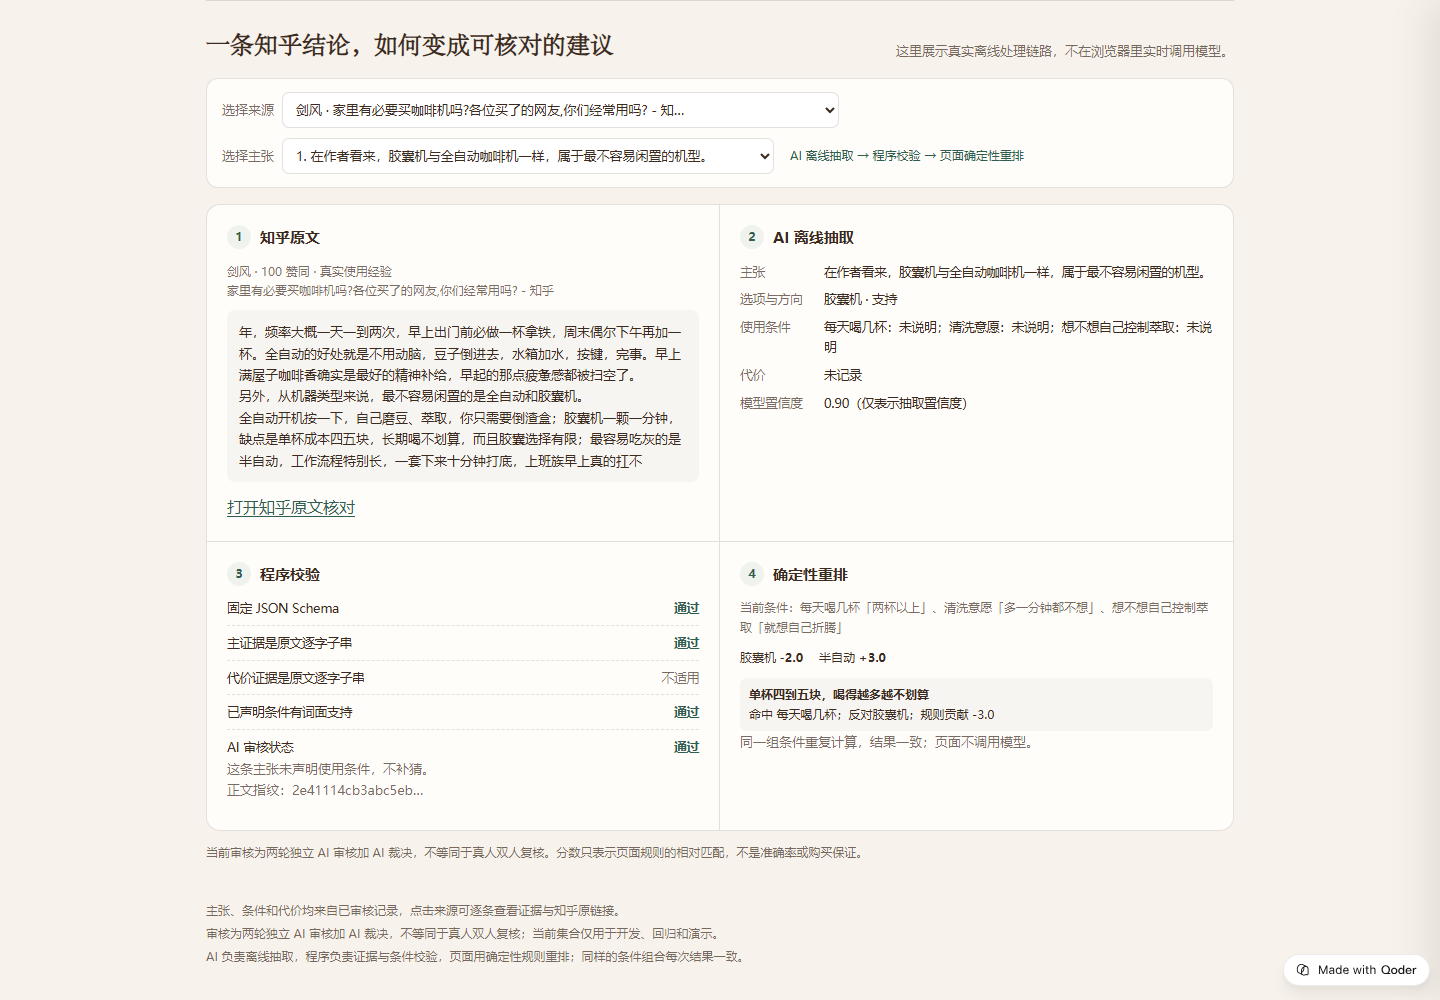 一条知乎结论，如何变成可核对的建议
这里展示真实离线处理链路，不在浏览器里实时调用模型。
选择来源
剑风 · 家里有必要买咖啡机吗?各位买了的网友,你们经常用吗? - 知...
选择主张
1. 在作者看来，胶囊机与全自动咖啡机一样，属于最不容易闲置的机型。
AI 离线抽取 → 程序校验 → 页面确定性重排
1
知乎原文
剑风 · 100 赞同 · 真实使用经验
家里有必要买咖啡机吗?各位买了的网友,你们经常用吗? - 知乎
年，频率大概一天一到两次，早上出门前必做一杯拿铁，周末偶尔下午再加一
杯。全自动的好处就是不用动脑，豆子倒进去，水箱加水，按键，完事。早上
满屋子咖啡香确实是最好的精神补给，早起的那点疲惫感都被扫空了。
另外，从机器类型来说，最不容易闲置的是全自动和胶囊机。
全自动开机按一下，自己磨豆、萃取，你只需要倒渣盒；胶囊机一颗一分钟，
缺点是单杯成本四五块，长期喝不划算，而且胶囊选择有限；最容易吃灰的是
半自动，工作流程特别长，一套下来十分钟打底，上班族早上真的扛不
打开知乎原文核对
2
AI 离线抽取
主张
在作者看来，胶囊机与全自动咖啡机一样，属于最不容易闲置的机型。
选项与方向
胶囊机 · 支持
使用条件
每天喝几杯：未说明；清洗意愿：未说明；想不想自己控制萃取：未说
明
代价
未记录
模型置信度
0.90（仅表示抽取置信度）
3
程序校验
固定 JSON Schema
通过
主证据是原文逐字子串
通过
代价证据是原文逐字子串
不适用
已声明条件有词面支持
通过
AI 审核状态
通过
这条主张未声明使用条件，不补猜。
正文指纹：2e41114cb3abc5eb…
4
确定性重排
当前条件：每天喝几杯「两杯以上」、清洗意愿「多一分钟都不想」、想不想自己控制萃
取「就想自己折腾」
胶囊机 -2.0 半自动 +3.0
单杯四到五块，喝得越多越不划算
命中 每天喝几杯；反对胶囊机；规则贡献 -3.0
同一组条件重复计算，结果一致；页面不调用模型。
当前审核为两轮独立 AI 审核加 AI 裁决，不等同于真人双人复核。分数只表示页面规则的相对匹配，不是准确率或购买保证。
主张、条件和代价均来自已审核记录，点击来源可逐条查看证据与知乎原链接。
审核为两轮独立 AI 审核加 AI 裁决，不等同于真人双人复核；当前集合仅用于开发、回归和演示。
AI 负责离线抽取，程序负责证据与条件校验，页面用确定性规则重排；同样的条件组合每次结果一致。
Made with Qoder